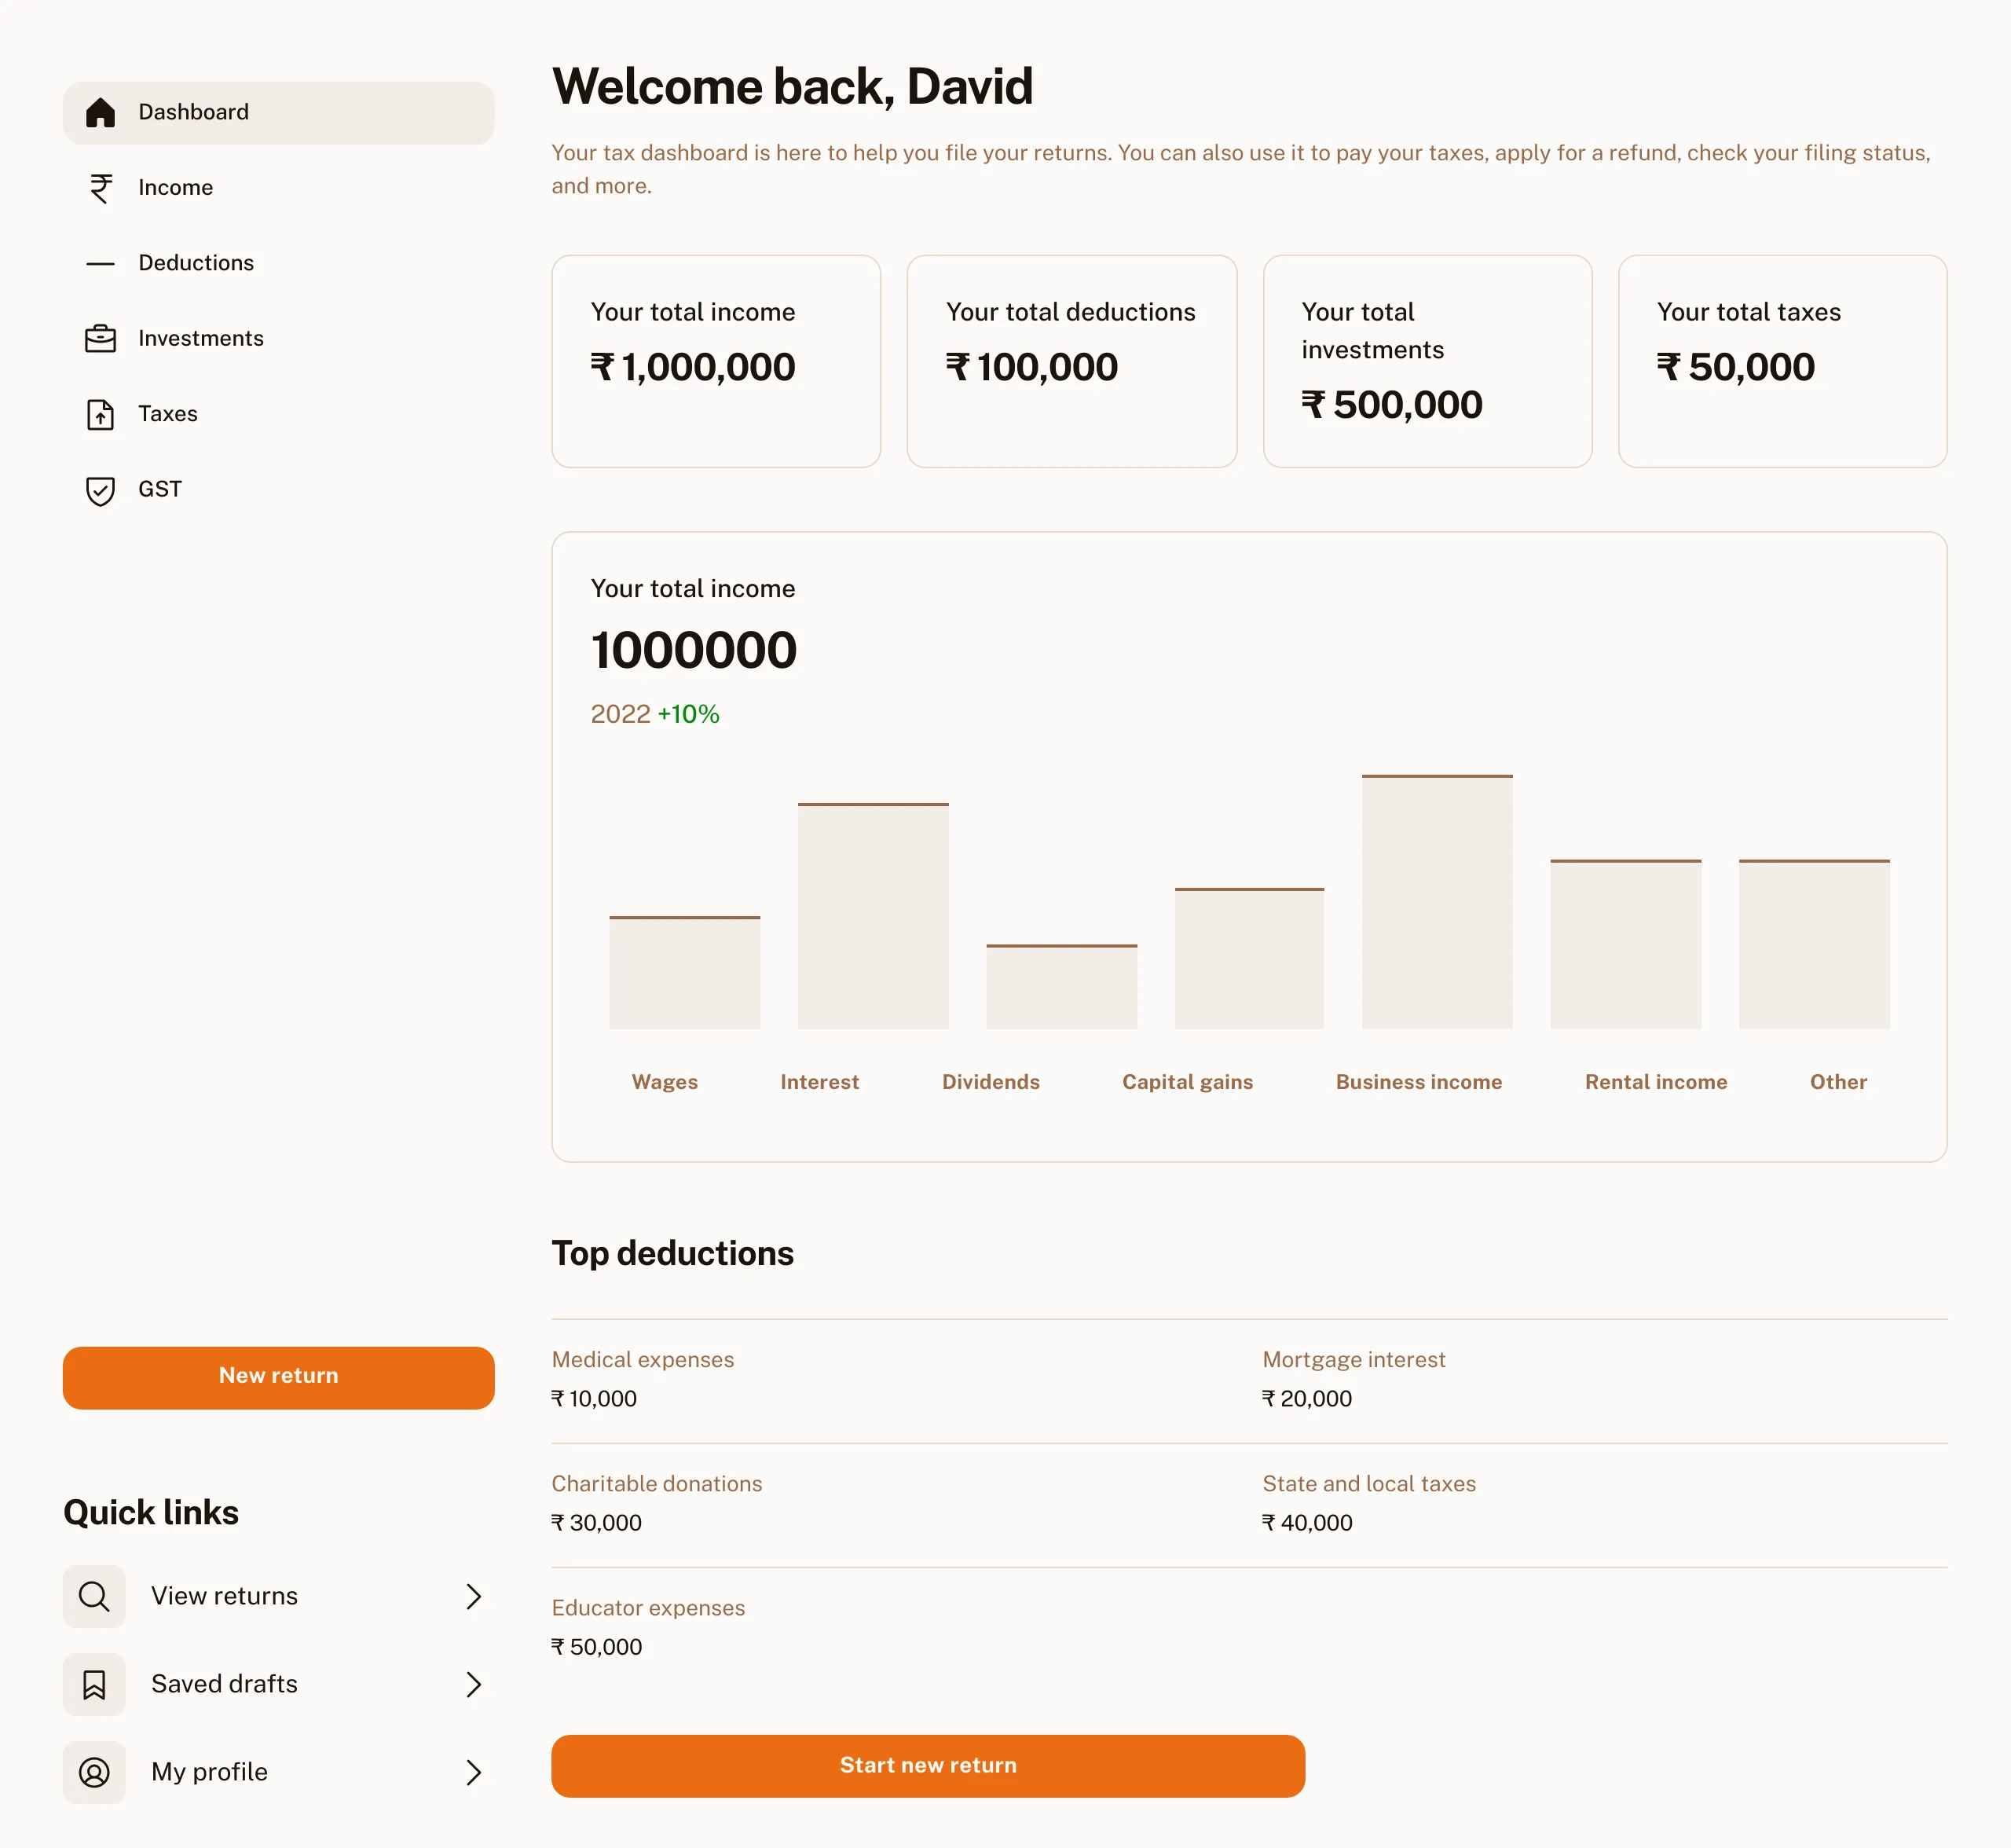 Dashboard
Income
Deductions
Investments
Taxes
GST
New return
Quick links
View returns
Saved drafts
My profile
Welcome back, David
Your tax dashboard is here to help you file your returns. You can also use it to pay your taxes, apply for a refund, check your filing status,
and more.
Your total income
₹ 1,000,000
Your total deductions
₹ 100,000
Your total
investments
₹ 500,000
Your total taxes
₹ 50,000
Your total income
1000000
2022 +10%
Wages Interest Dividends Capital gains Business income Rental income Other
Top deductions
Medical expenses
₹ 10,000
Mortgage interest
₹ 20,000
Charitable donations
₹ 30,000
State and local taxes
₹ 40,000
Educator expenses
₹ 50,000
Start new return